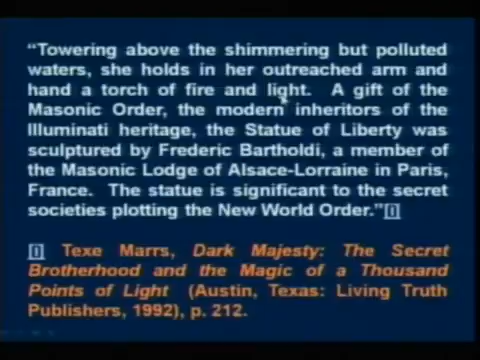 “Towering above the shimmering but polluted
waters, she holds in her outreached arm and
hand a torch of fire and light. A gift of the
Masonic Order, the modern inheritors of the
Illuminati heritage, the Statue of Liberty was
sculptured by Frederic Bartholdi, a member of
the Masonic Lodge of Alsace-Lorraine in Paris,
France. The statue is significant to the secret
societies plotting the New World Order.”[]
[] Texe Marrs, Dark Majesty: The Secret
Brotherhood and the Magic of a Thousand
Points of Light (Austin, Texas: Living Truth
Publishers, 1992), p. 212.